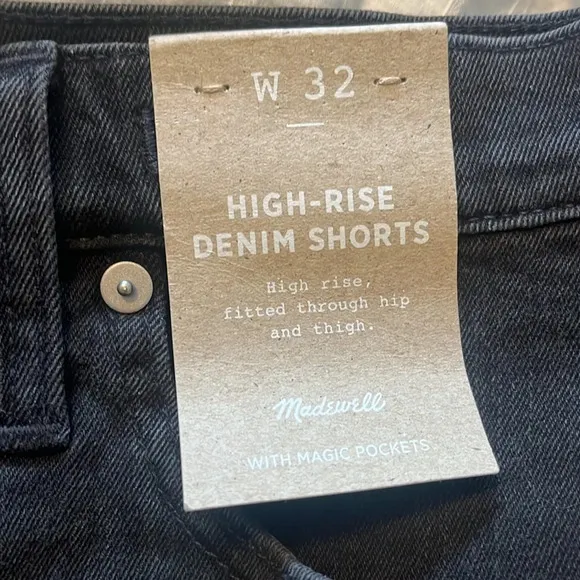 W 32
HIGH-RISE
DENIM SHORTS
High rise,
fitted through hip
and thigh.
Madewell
WITH MAGIC POCKETS